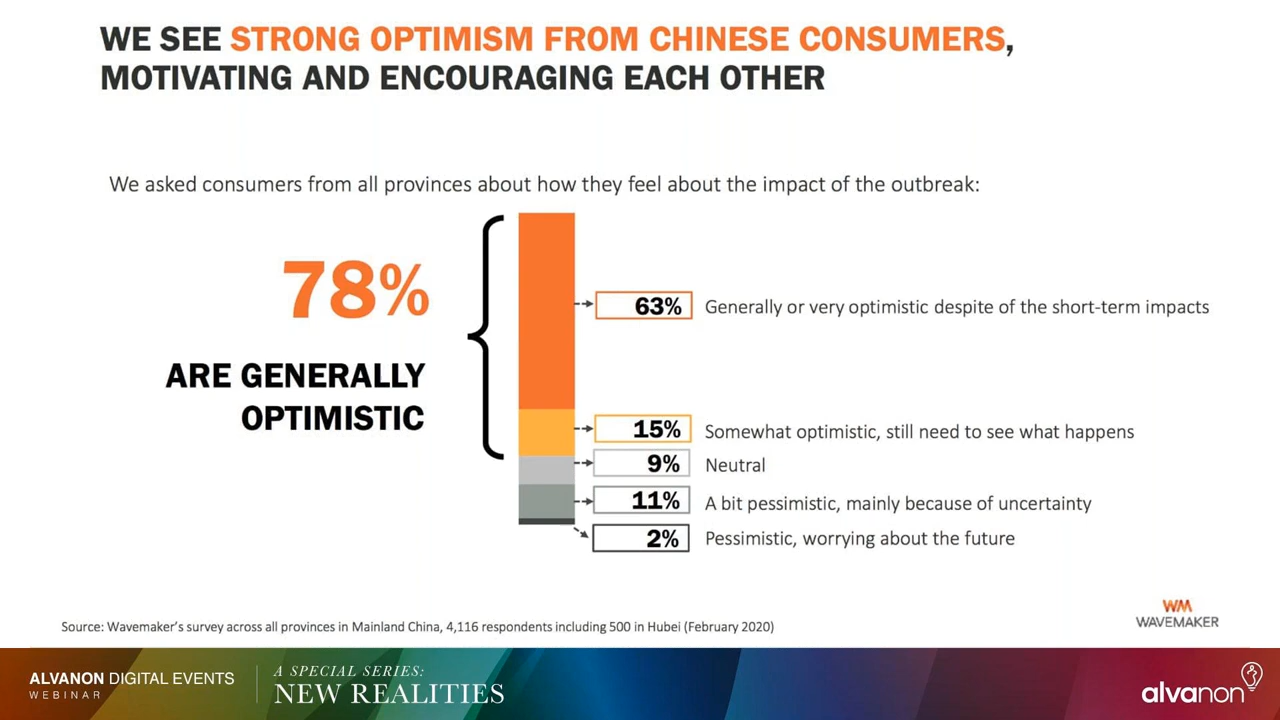 WE SEE STRONG OPTIMISM FROM CHINESE CONSUMERS,
MOTIVATING AND ENCOURAGING EACH OTHER
We asked consumers from all provinces about how they feel about the impact of the outbreak:
78%
ARE GENERALLY
OPTIMISTIC
63% Generally or very optimistic despite of the short-term impacts
15% Somewhat optimistic, still need to see what happens
9% Neutral
11% A bit pessimistic, mainly because of uncertainty
2% Pessimistic, worrying about the future
Source: Wavemaker's survey across all provinces in Mainland China, 4,116 respondents including 500 in Hubei (February 2020)
WM
WAVEMAKER
ALVANON DIGITAL EVENTS
WEBINAR
A SPECIAL SERIES:
NEW REALITIES
alvanon